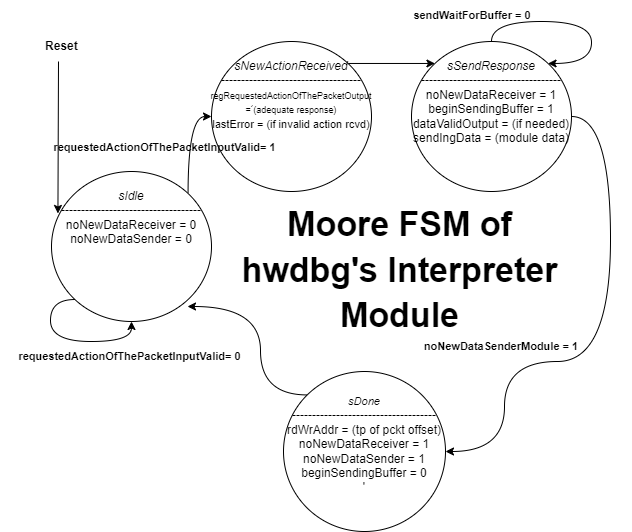 sendWaitForBuffer = 0
Reset
sNewActionReceived
regRequestedActionOfThePacketOutput
=´(adequate response)
lastError = (if invalid action rcvd)
sSendResponse
noNewDataReceiver = 1
beginSendingBuffer = 1
dataValidOutput = (if needed)
sendIngData = (module data)
requestedActionOfThePacketInputValid= 1
sIdle
noNewDataReceiver = 0
noNewDataSender = 0
Moore FSM of
hwdbg's Interpreter
Module
requestedActionOfThePacketInputValid= 0
noNewDataSenderModule = 1
sDone
rdWrAddr = (tp of pckt offset)
noNewDataReceiver = 1
noNewDataSender = 1
beginSendingBuffer = 0
'